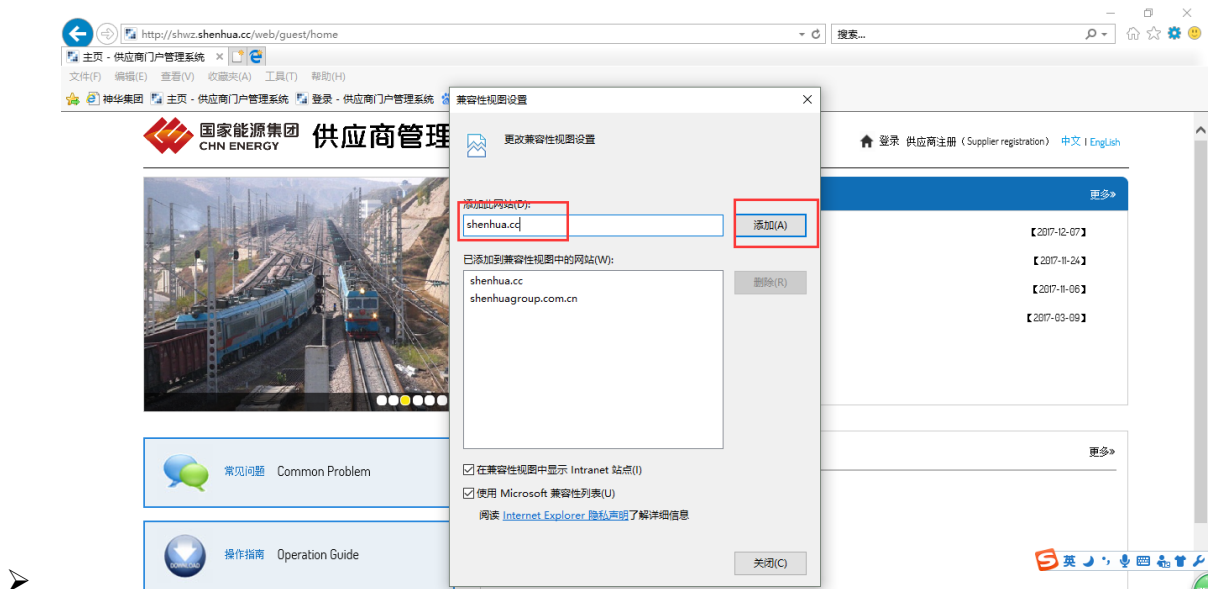 http://shwz.shenhua.cc/web/guest/home
搜索...
主页 - 供应商门户管理系统
文件(F) 编辑(E) 查看(V) 收藏夹(A) 工具(T) 帮助(H)
神华集团 主页 - 供应商门户管理系统 登录 - 供应商门户管理系统
兼容性视图设置
国家能源集团
CHN ENERGY
供应商管理
更改兼容性视图设置
登录 供应商注册（Supplier registration） 中文 I English
更多»
添加此网站(D):
shenhua.cc
添加(A)
【2017-12-07】
已添加到兼容性视图中的网站(W):
【2017-11-24】
shenhua.cc
删除(R)
shenhuagroup.com.cn
【2017-11-06】
【2017-03-09】
更多»
常见问题 Common Problem
在兼容性视图中显示 Intranet 站点(I)
使用 Microsoft 兼容性列表(U)
阅读 Internet Explorer 隐私声明了解详细信息
操作指南 Operation Guide
DOWNLOAD
关闭(C)
英